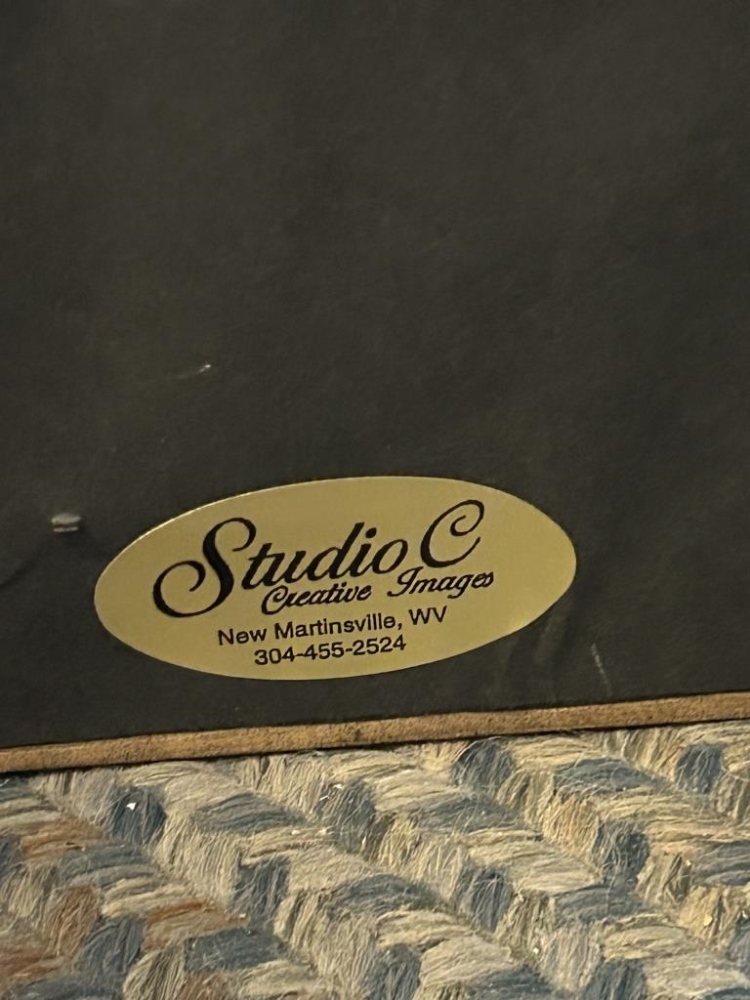 Studio C
Creative Images
New Martinsville, WV
304-455-2524